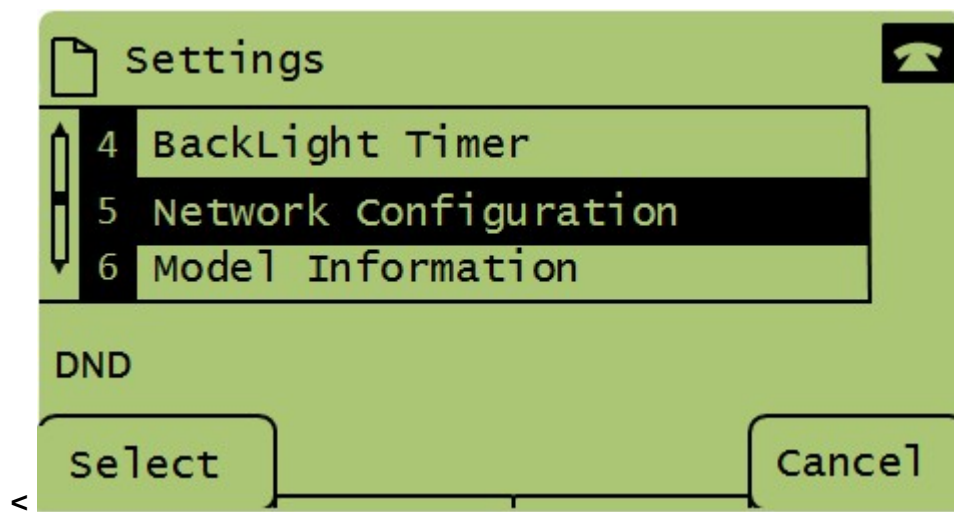 Settings
4 BackLight Timer
5 Network Configuration
6 Model Information
DND
Select Cancel
<